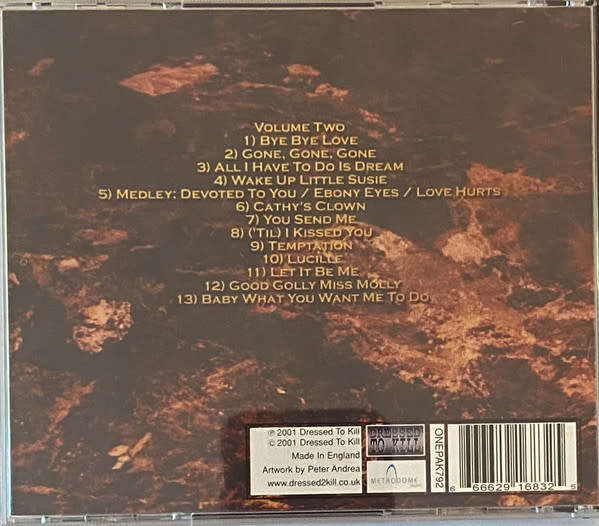 VOLUME TWO
1) BYE BYE LOVE
2) GONE, GONE, GONE
3) ALL I HAVE TO DO IS DREAM
4) WAKE UP LITTLE SUSIE
5) MEDLEY: DEVOTED TO YOU / EBONY EYES / LOVE HURTS
6) CATHY'S CLOWN
7) YOU SEND ME
8) ('TIL) I KISSED YOU
9) TEMPTATION
10) LUCILLE
11) LET IT BE ME
12) GOOD GOLLY MISS MOLLY
13) BABY WHAT YOU WANT ME TO DO
℗ 2001 Dressed To Kill
© 2001 Dressed To Kill
Made In England
Artwork by Peter Andrea
www.dressed2kill.co.uk
DRESSED
TO KILL
METRODOME
ONEPAK792
6 66629 16832 5